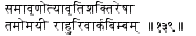 समावृणोत्यावृतिशक्तिरेषा
तमोमयी राहुरिवार्कबिम्बम् ॥१३९॥